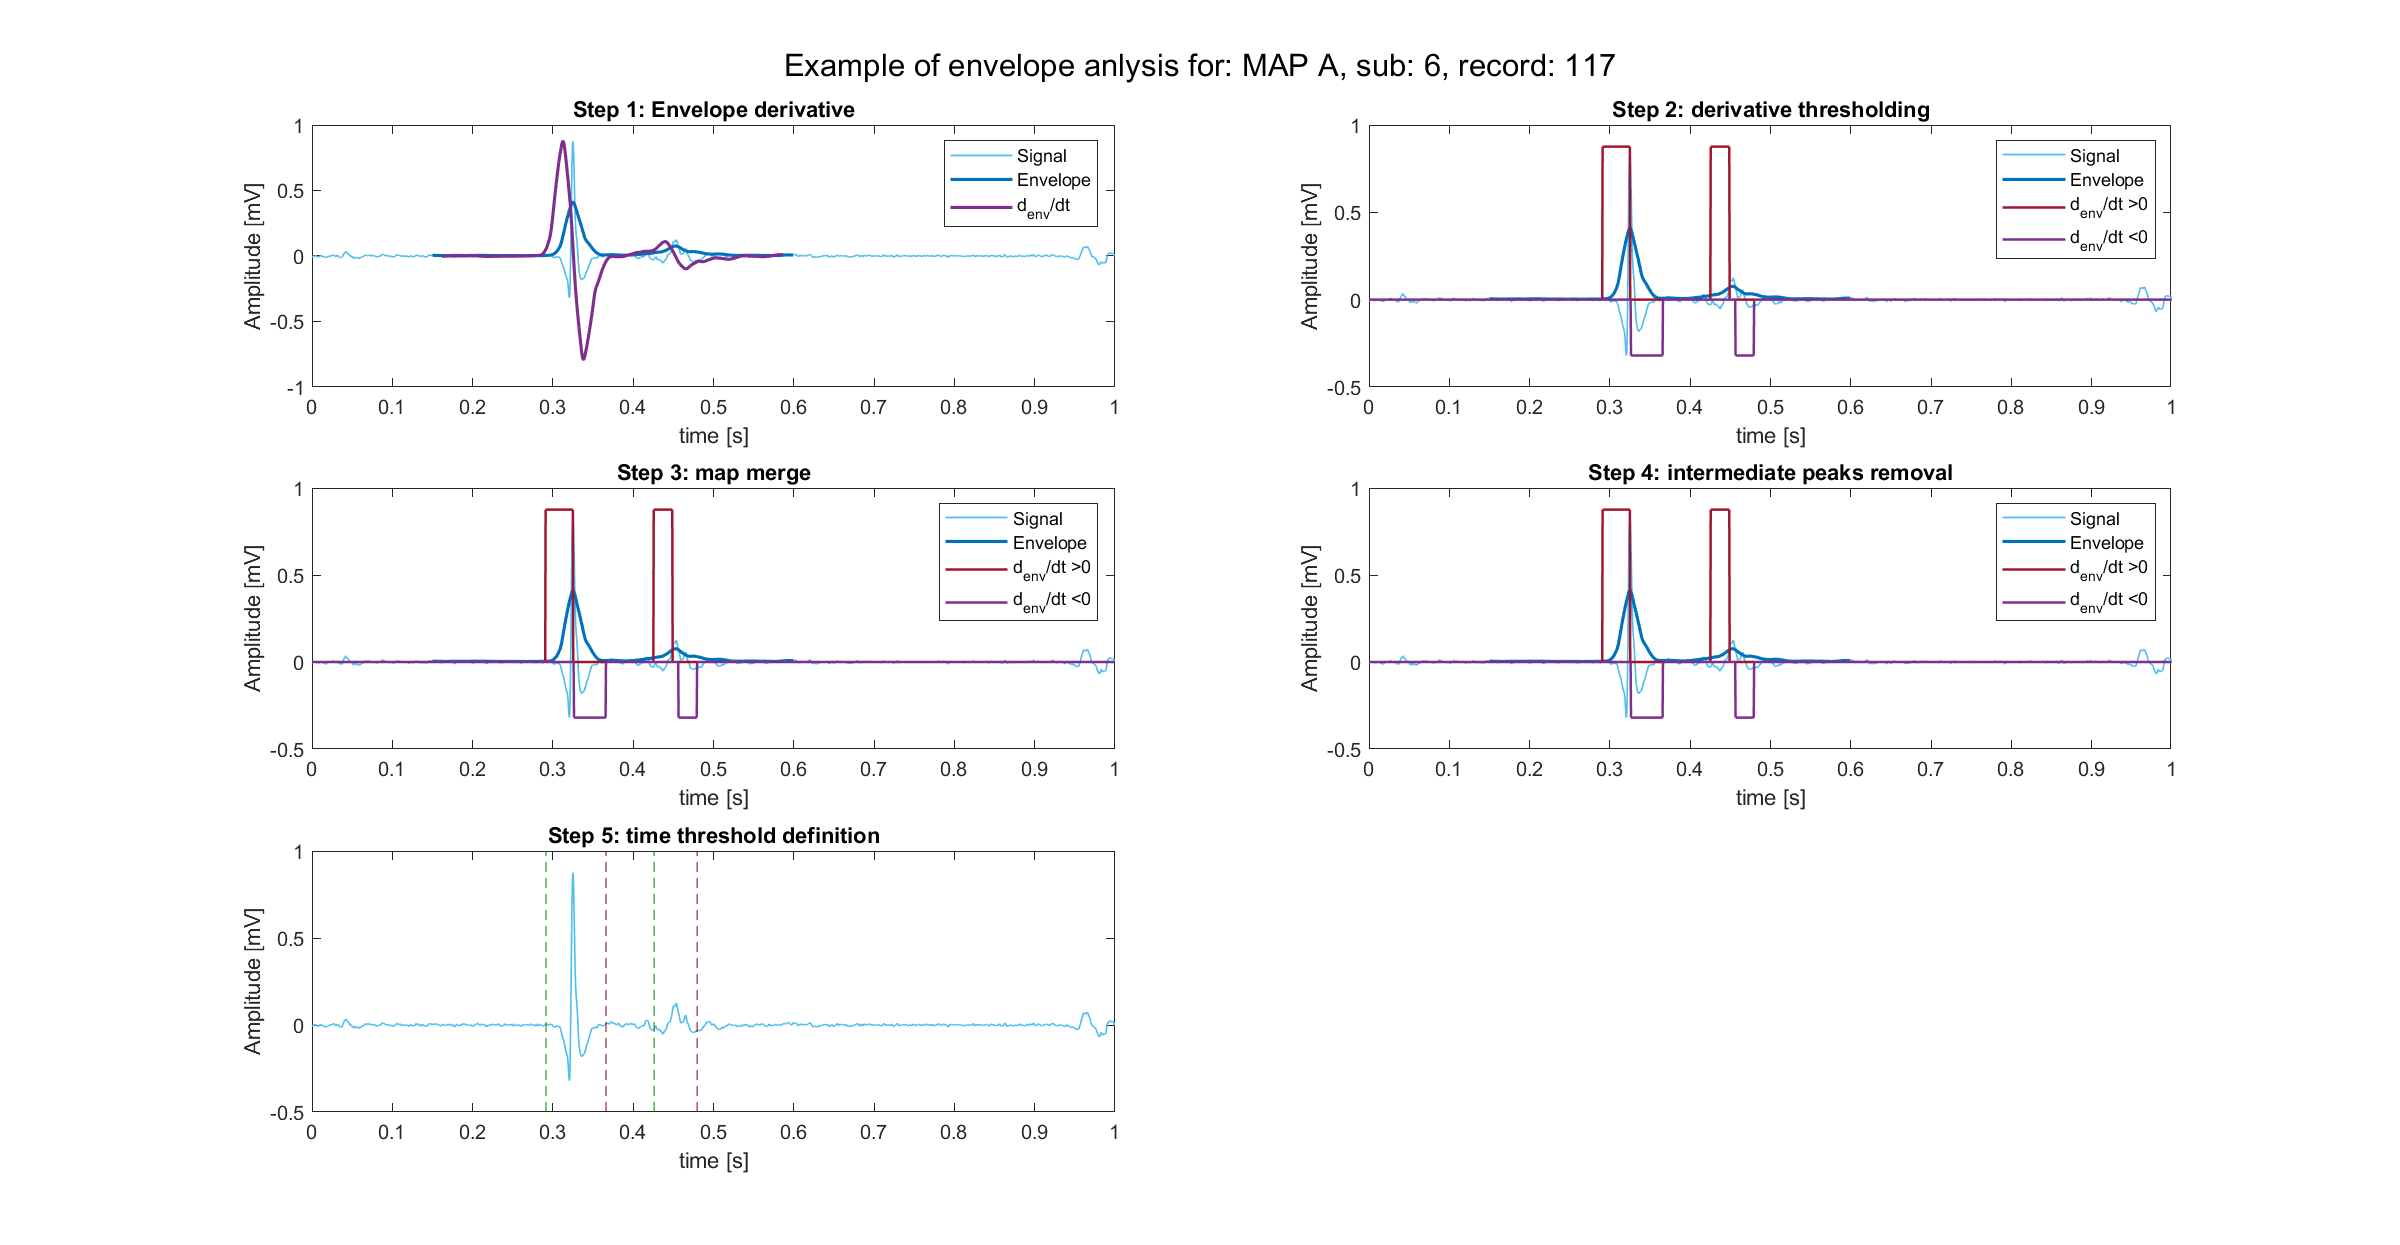 Example of envelope anlysis for: MAP A, sub: 6, record: 117
Step 1: Envelope derivative
1
0.5
0
-0.5
-1
Amplitude [mV]
0 0.1 0.2 0.3 0.4 0.5 0.6 0.7 0.8 0.9 1
time [s]
Signal
Envelope
d_env/dt
Step 2: derivative thresholding
1
0.5
0
-0.5
Amplitude [mV]
0 0.1 0.2 0.3 0.4 0.5 0.6 0.7 0.8 0.9 1
time [s]
Signal
Envelope
d_env/dt >0
d_env/dt <0
Step 3: map merge
1
0.5
0
-0.5
Amplitude [mV]
0 0.1 0.2 0.3 0.4 0.5 0.6 0.7 0.8 0.9 1
time [s]
Signal
Envelope
d_env/dt >0
d_env/dt <0
Step 4: intermediate peaks removal
1
0.5
0
-0.5
Amplitude [mV]
0 0.1 0.2 0.3 0.4 0.5 0.6 0.7 0.8 0.9 1
time [s]
Signal
Envelope
d_env/dt >0
d_env/dt <0
Step 5: time threshold definition
1
0.5
0
-0.5
Amplitude [mV]
0 0.1 0.2 0.3 0.4 0.5 0.6 0.7 0.8 0.9 1
time [s]